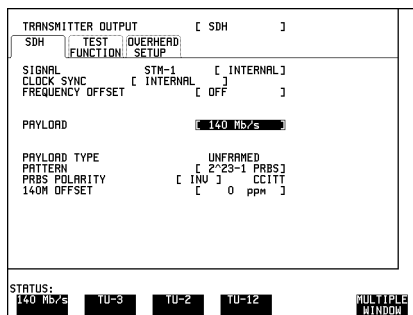 TRANSMITTER OUTPUT [ SDH ]
SDH TEST FUNCTION OVERHEAD SETUP
SIGNAL STM-1 [ INTERNAL]
CLOCK SYNC [ INTERNAL ]
FREQUENCY OFFSET [ OFF ]
PAYLOAD [ 140 Mb/s ]
PAYLOAD TYPE UNFRAMED
PATTERN [ 2^23-1 PRBS]
PRBS POLARITY [ INV ] CCITT
140M OFFSET [ 0 ppm ]
STATUS:
140 Mb/s TU-3 TU-2 TU-12 MULTIPLE WINDOW